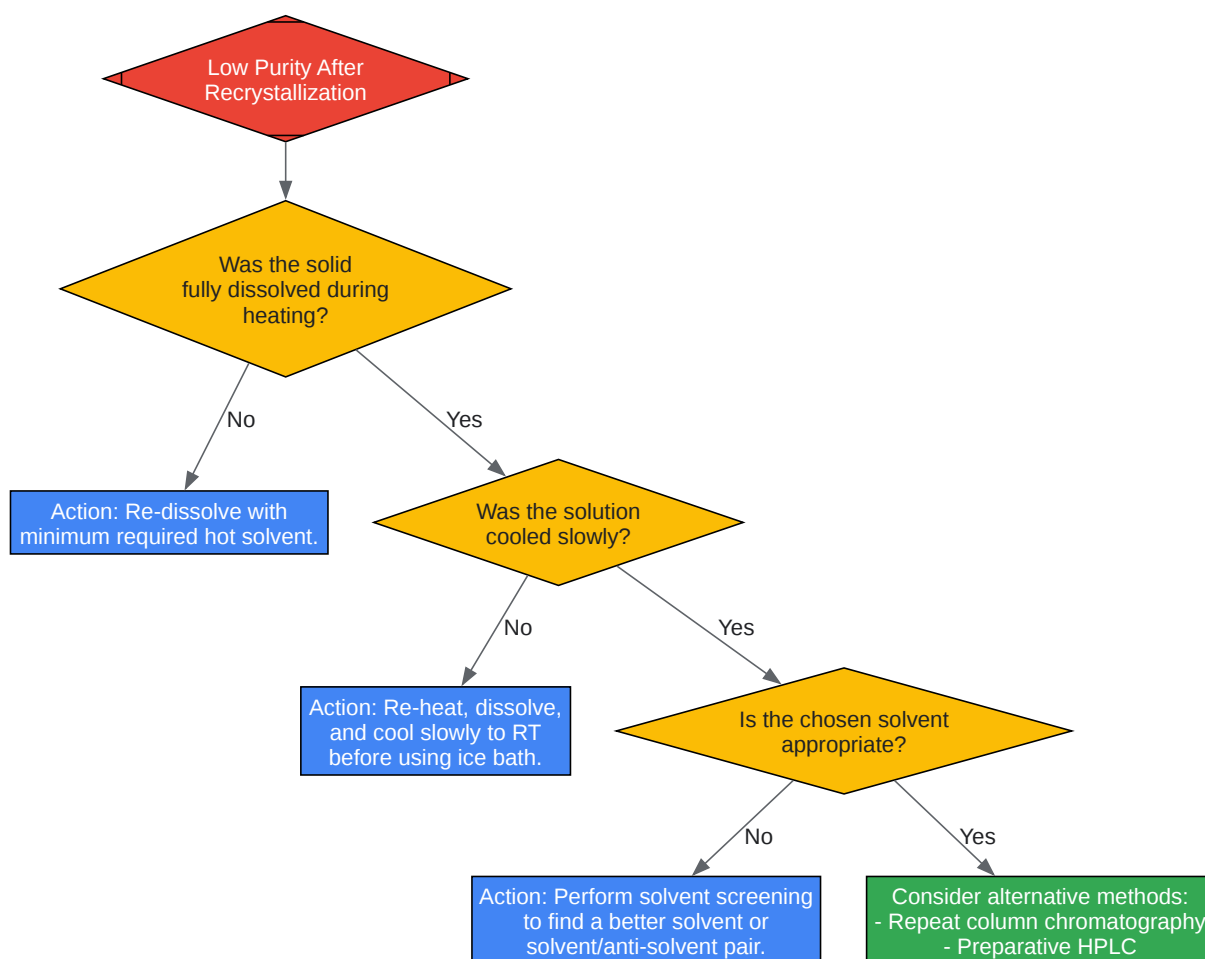 Low Purity After
Recrystallization
Was the solid
fully dissolved during
heating?
No
Yes
Action: Re-dissolve with
minimum required hot solvent.
Was the solution
cooled slowly?
No
Yes
Action: Re-heat, dissolve,
and cool slowly to RT
before using ice bath.
Is the chosen solvent
appropriate?
No
Yes
Action: Perform solvent screening
to find a better solvent or
solvent/anti-solvent pair.
Consider alternative methods:
- Repeat column chromatography
- Preparative HPLC